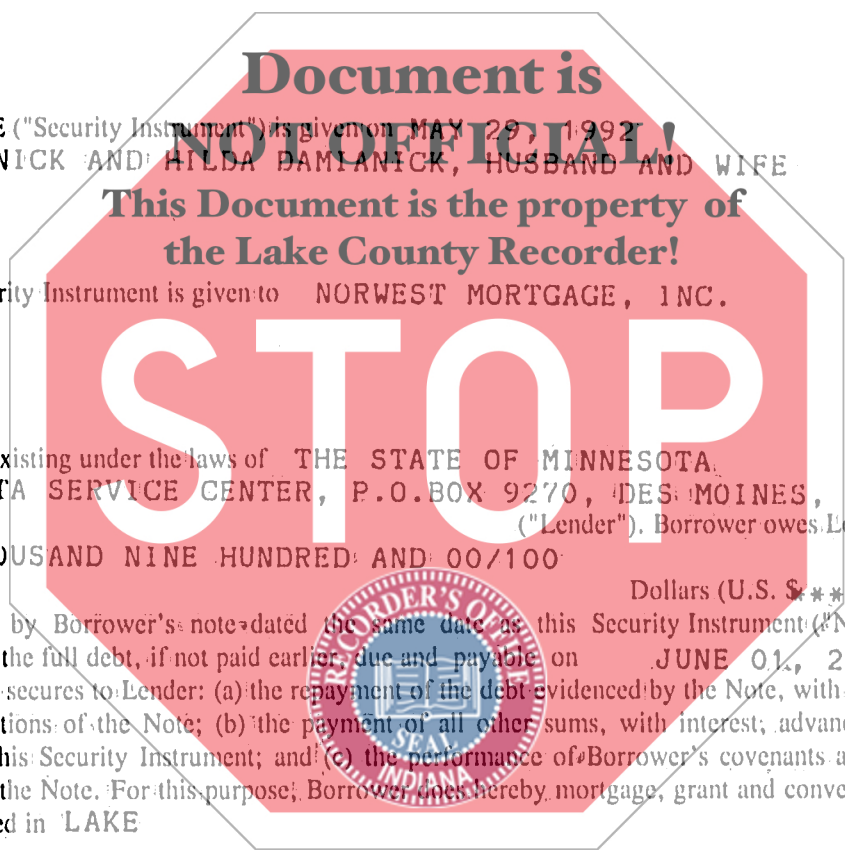 Document is
E ("Security Instrument") is given on MAY 29, 1992
NOT OFFICIAL!
NICK AND HILDA DAMIANICK, HUSBAND AND WIFE
This Document is the property of
the Lake County Recorder!
rity Instrument is given to NORWEST MORTGAGE, INC.
STOP
xisting under the laws of THE STATE OF MINNESOTA
TA SERVICE CENTER, P.O.BOX 9270, DES MOINES,
("Lender"). Borrower owes Le
OUSAND NINE HUNDRED AND 00/100
Dollars (U.S. $***
by Borrower's note dated the same date as this Security Instrument ("N
the full debt, if not paid earlier, due and payable on JUNE 01, 2
secures to Lender: (a) the repayment of the debt evidenced by the Note, with
tions of the Note; (b) the payment of all other sums, with interest, advanc
his Security Instrument; and (c) the performance of Borrower's covenants a
the Note. For this purpose, Borrower does hereby mortgage, grant and conve
ed in LAKE
RECORDER'S OFFICE
SEAL
INDIANA